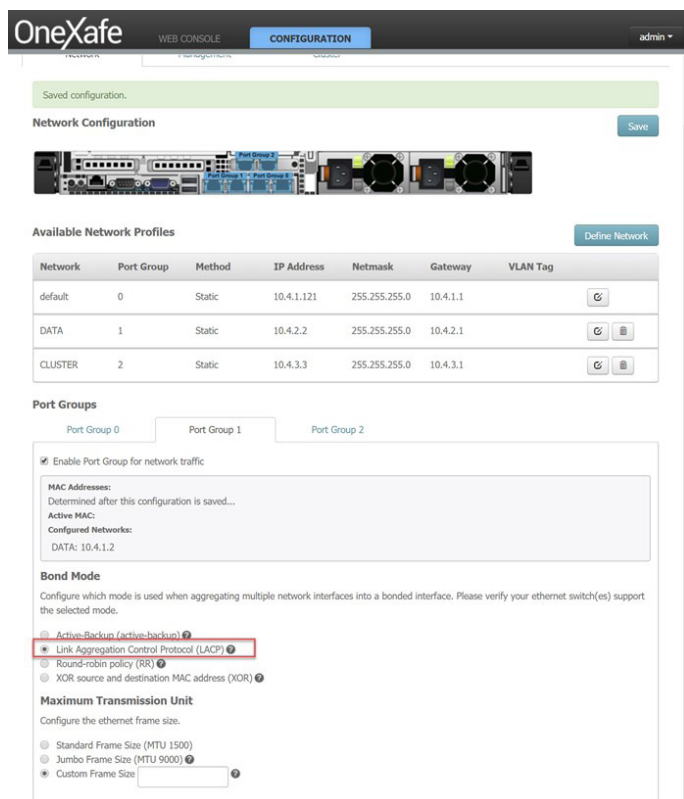 OneXafe
WEB CONSOLE
CONFIGURATION
admin
Network
Management
Cluster
Saved configuration.
Network Configuration
Save
Port Group 2
Port Group 1
Port Group 0
Available Network Profiles
Define Network
Network Port Group Method IP Address Netmask Gateway VLAN Tag
default 0 Static 10.4.1.121 255.255.255.0 10.4.1.1
DATA 1 Static 10.4.2.2 255.255.255.0 10.4.2.1
CLUSTER 2 Static 10.4.3.3 255.255.255.0 10.4.3.1
Port Groups
Port Group 0
Port Group 1
Port Group 2
Enable Port Group for network traffic
MAC Addresses:
Determined after this configuration is saved...
Active MAC:
Confgured Networks:
DATA: 10.4.1.2
Bond Mode
Configure which mode is used when aggregating multiple network interfaces into a bonded interface. Please verify your ethernet switch(es) support
the selected mode.
Active-Backup (active-backup) ?
Link Aggregation Control Protocol (LACP) ?
Round-robin policy (RR) ?
XOR source and destination MAC address (XOR) ?
Maximum Transmission Unit
Configure the ethernet frame size.
Standard Frame Size (MTU 1500)
Jumbo Frame Size (MTU 9000) ?
Custom Frame Size ?